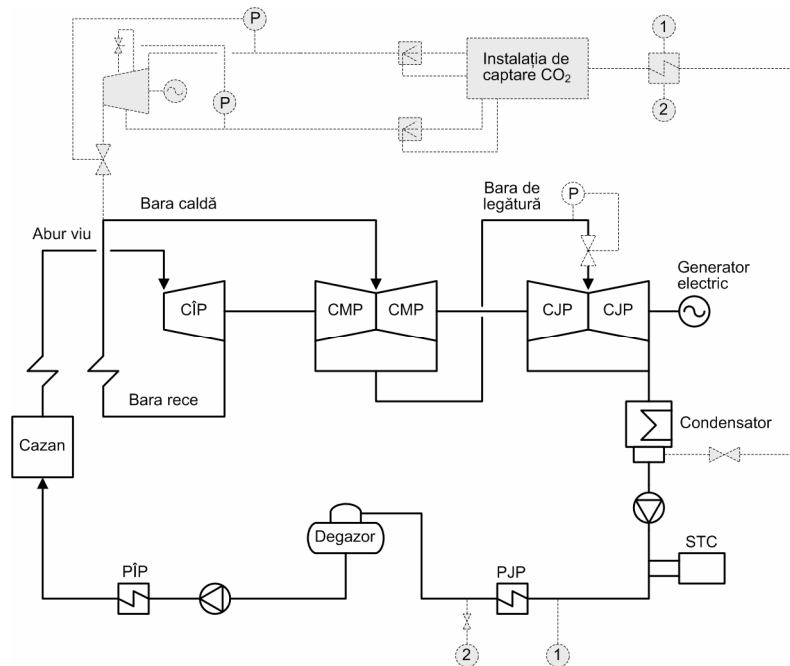 P
1
Instalația de
captare CO₂
P
2
Bara caldă
Bara de
legătură
P
Abur viu
Generator
electric
CÎP
CMP
CMP
CJP
CJP
Bara rece
Condensator
Cazan
Degazor
STC
PÎP
PJP
2
1